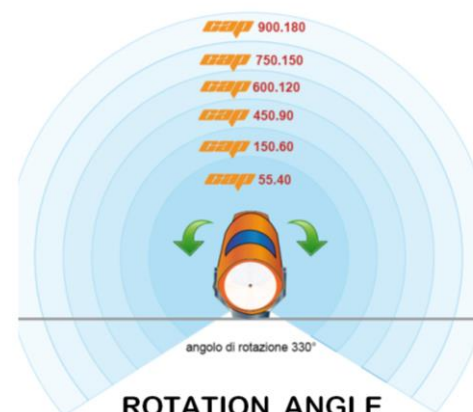 cap 900.180
cap 750.150
cap 600.120
cap 450.90
cap 150.60
cap 55.40
angolo di rotazione 330°
ROTATION ANGLE